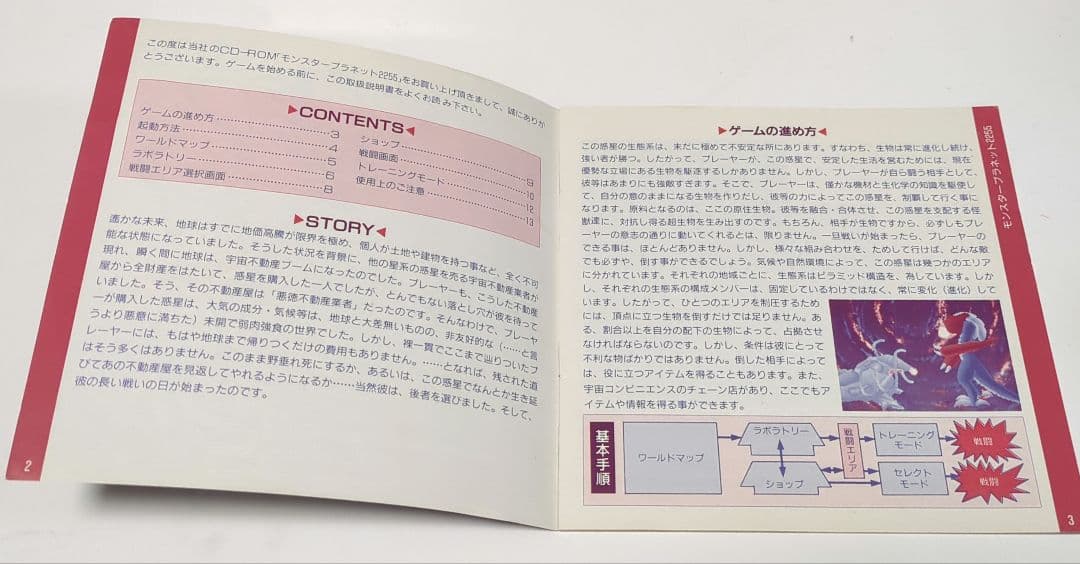 この度は当社のCD-ROM「モンスタープラネット2255」をお買い上げ頂きまして、誠にありが
とうございます。ゲームを始める前に、この取扱説明書をよくお読み下さい。
▶CONTENTS◀
ゲームの進め方……………3
起動方法……………4
ワールドマップ……………5
ラボラトリー……………6
戦闘エリア選択画面……………8
ショップ……………9
戦闘画面……………10
トレーニングモード……………12
使用上のご注意……………13
▶STORY◀
遥かな未来、地球はすでに地価高騰が限界を極め、個人が土地や建物を持つ事など、全く不可
能な状態になっていました。そうした状況を背景に、他の星系の惑星を売る宇宙不動産業者が
現れ、瞬く間に地球は、宇宙不動産ブームになったのでした。プレーヤーも、こうした不動産
屋から全財産をはたいて、惑星を購入した一人でしたが、とんでもない落とし穴が彼を待って
いました。そう、その不動産屋は「悪徳不動産業者」だったのです。そんなわけで、プレーヤ
ーが購入した惑星は、大気の成分・気候等は、地球と大差無いものの、非友好的な(……と言
うより悪意に満ちた)未開で弱肉強食の世界でした。しかし、裸一貫でここまで辿りついたプ
レーヤーには、もはや地球まで帰りつくだけの費用もありません。……となれば、残された道
はそう多くはありません。このまま野垂れ死にするか、あるいは、この惑星でなんとか生き延
びてあの不動産屋を見返してやれるようになるか……当然彼は、後者を選びました。そして、
彼の長い戦いの日が始まったのです。
2
▶ゲームの進め方◀
この惑星の生態系は、未だに極めて不安定な所にあります。すなわち、生物は常に進化し続け、
強い者が勝つ。したがって、プレーヤーが、この惑星で、安定した生活を営むためには、現在
優勢な立場にある生物を駆逐するしかありません。しかし、プレーヤーが自ら闘う相手として、
彼等はあまりにも強敵すぎます。そこで、プレーヤーは、僅かな機材と生化学の知識を駆使し
て、自分の意のままになる生物を作りだし、彼等の力によってこの惑星を、制覇して行く事に
なります。原料となるのは、ここの原住生物。彼等を融合・合体させ、この惑星を支配する怪
獣達に、対抗し得る超生物を生み出すのです。もちろん、相手が生物ですから、必ずしもプレ
ーヤーの意志の通りに動いてくれるとは、限りません。一旦戦いが始まったら、プレーヤーの
できる事は、ほとんどありません。しかし、様々な組み合わせを、ためして行けば、どんな敵
でも必ずや、倒す事ができるでしょう。気候や自然環境によって、この惑星は幾つかのエリア
に分かれています。それぞれの地域ごとに、生態系はピラミッド構造を、為しています。しか
し、それぞれの生態系の構成メンバーは、固定しているわけではなく、常に変化(進化)して
います。したがって、ひとつのエリアを制圧するため
には、頂点に立つ生物を倒すだけでは足りません。あ
る、割合以上を自分の配下の生物によって、占拠させ
なければならないのです。しかし、条件は彼にとって
不利な物ばかりではありません。倒した相手によって
は、役に立つアイテムを得ることもあります。また、
宇宙コンビニエンスのチェーン店があり、ここでもア
イテムや情報を得る事ができます。
基本手順
ワールドマップ
ラボラトリー
ショップ
戦闘エリア
トレーニング
モード
セレクト
モード
戦闘
戦闘
モンスタープラネット2255
3